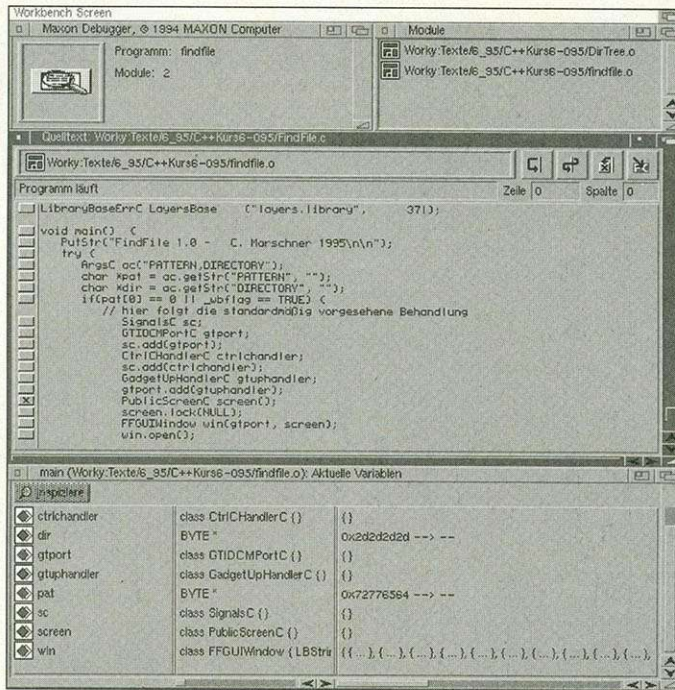 Workbench Screen
Maxon Debugger, © 1994 MAXON Computer
Programm: findfile
Module: 2
Module
Worky:Texte/6_95/C++Kurs6-095/DirTree.o
Worky:Texte/6_95/C++Kurs6-095/findfile.o
Quelltext: Worky:Texte/6_95/C++Kurs6-095/FindFile.c
Worky:Texte/6_95/C++Kurs6-095/findfile.o
Programm läuft
Zeile 0
Spalte 0
LibraryBaseErrC LayersBase ("layers.library", 37);
void main() {
PutStr("FindFile 1.0 - C. Marschner 1995\n\n");
try {
ArgsC ac("PATTERN,DIRECTORY");
char *pat = ac.getStr("PATTERN", "");
char *dir = ac.getStr("DIRECTORY", "");
if(pat[0] == 0 || _wbflag == TRUE) {
// hier folgt die standardmäßig vorgesehene Behandlung
SignalsC sc;
GTIDCMPortC gtport;
sc.add(gtport);
CtrlCHandlerC ctrlchandler;
sc.add(ctrlchandler);
GadgetUpHandlerC gtuphandler;
gtport.add(gtuphandler);
PublicScreenC screen();
screen.lock(NULL);
FFGUIWindow win(gtport, screen);
win.open();
main (Worky:Texte/6_95/C++Kurs6-095/findfile.o): Aktuelle Variablen
Inspiziere
ctrlchandler class CtrlCHandlerC {} {}
dir BYTE * 0x2d2d2d2d --> --
gtport class GTIDCMPortC {} {}
gtuphandler class GadgetUpHandlerC {} {}
pat BYTE * 0x72776564 --> --
sc class SignalsC {} {}
screen class PublicScreenC {} {}
win class FFGUIWindow { LBStrir {{ ...}, { ...}, { ...}, { ...}, { ...}, { ...}, { ...}, { ...}, { ...},